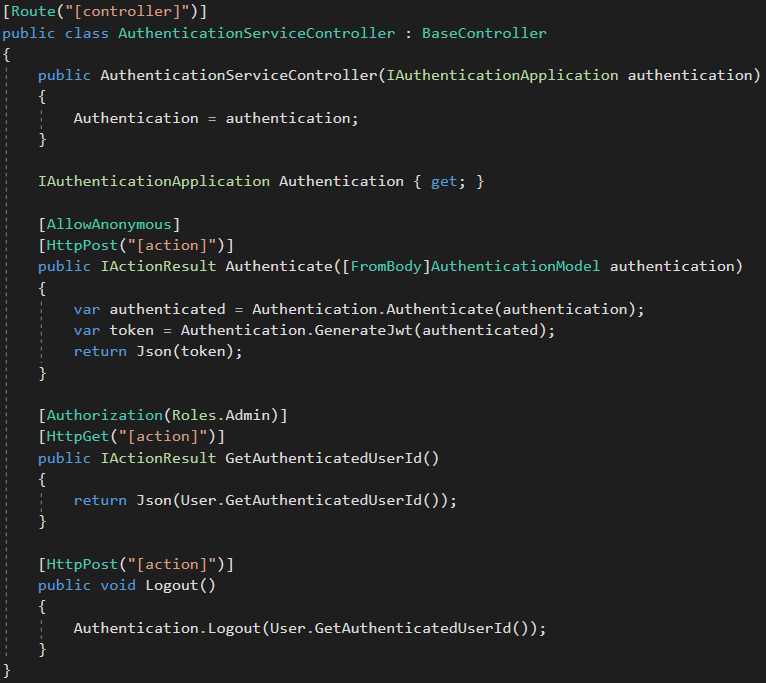 [Route("[controller]")]
public class AuthenticationServiceController : BaseController
{
    public AuthenticationServiceController(IAuthenticationApplication authentication)
    {
        Authentication = authentication;
    }

    IAuthenticationApplication Authentication { get; }

    [AllowAnonymous]
    [HttpPost("[action]")]
    public IActionResult Authenticate([FromBody]AuthenticationModel authentication)
    {
        var authenticated = Authentication.Authenticate(authentication);
        var token = Authentication.GenerateJwt(authenticated);
        return Json(token);
    }

    [Authorization(Roles.Admin)]
    [HttpGet("[action]")]
    public IActionResult GetAuthenticatedUserId()
    {
        return Json(User.GetAuthenticatedUserId());
    }

    [HttpPost("[action]")]
    public void Logout()
    {
        Authentication.Logout(User.GetAuthenticatedUserId());
    }
}